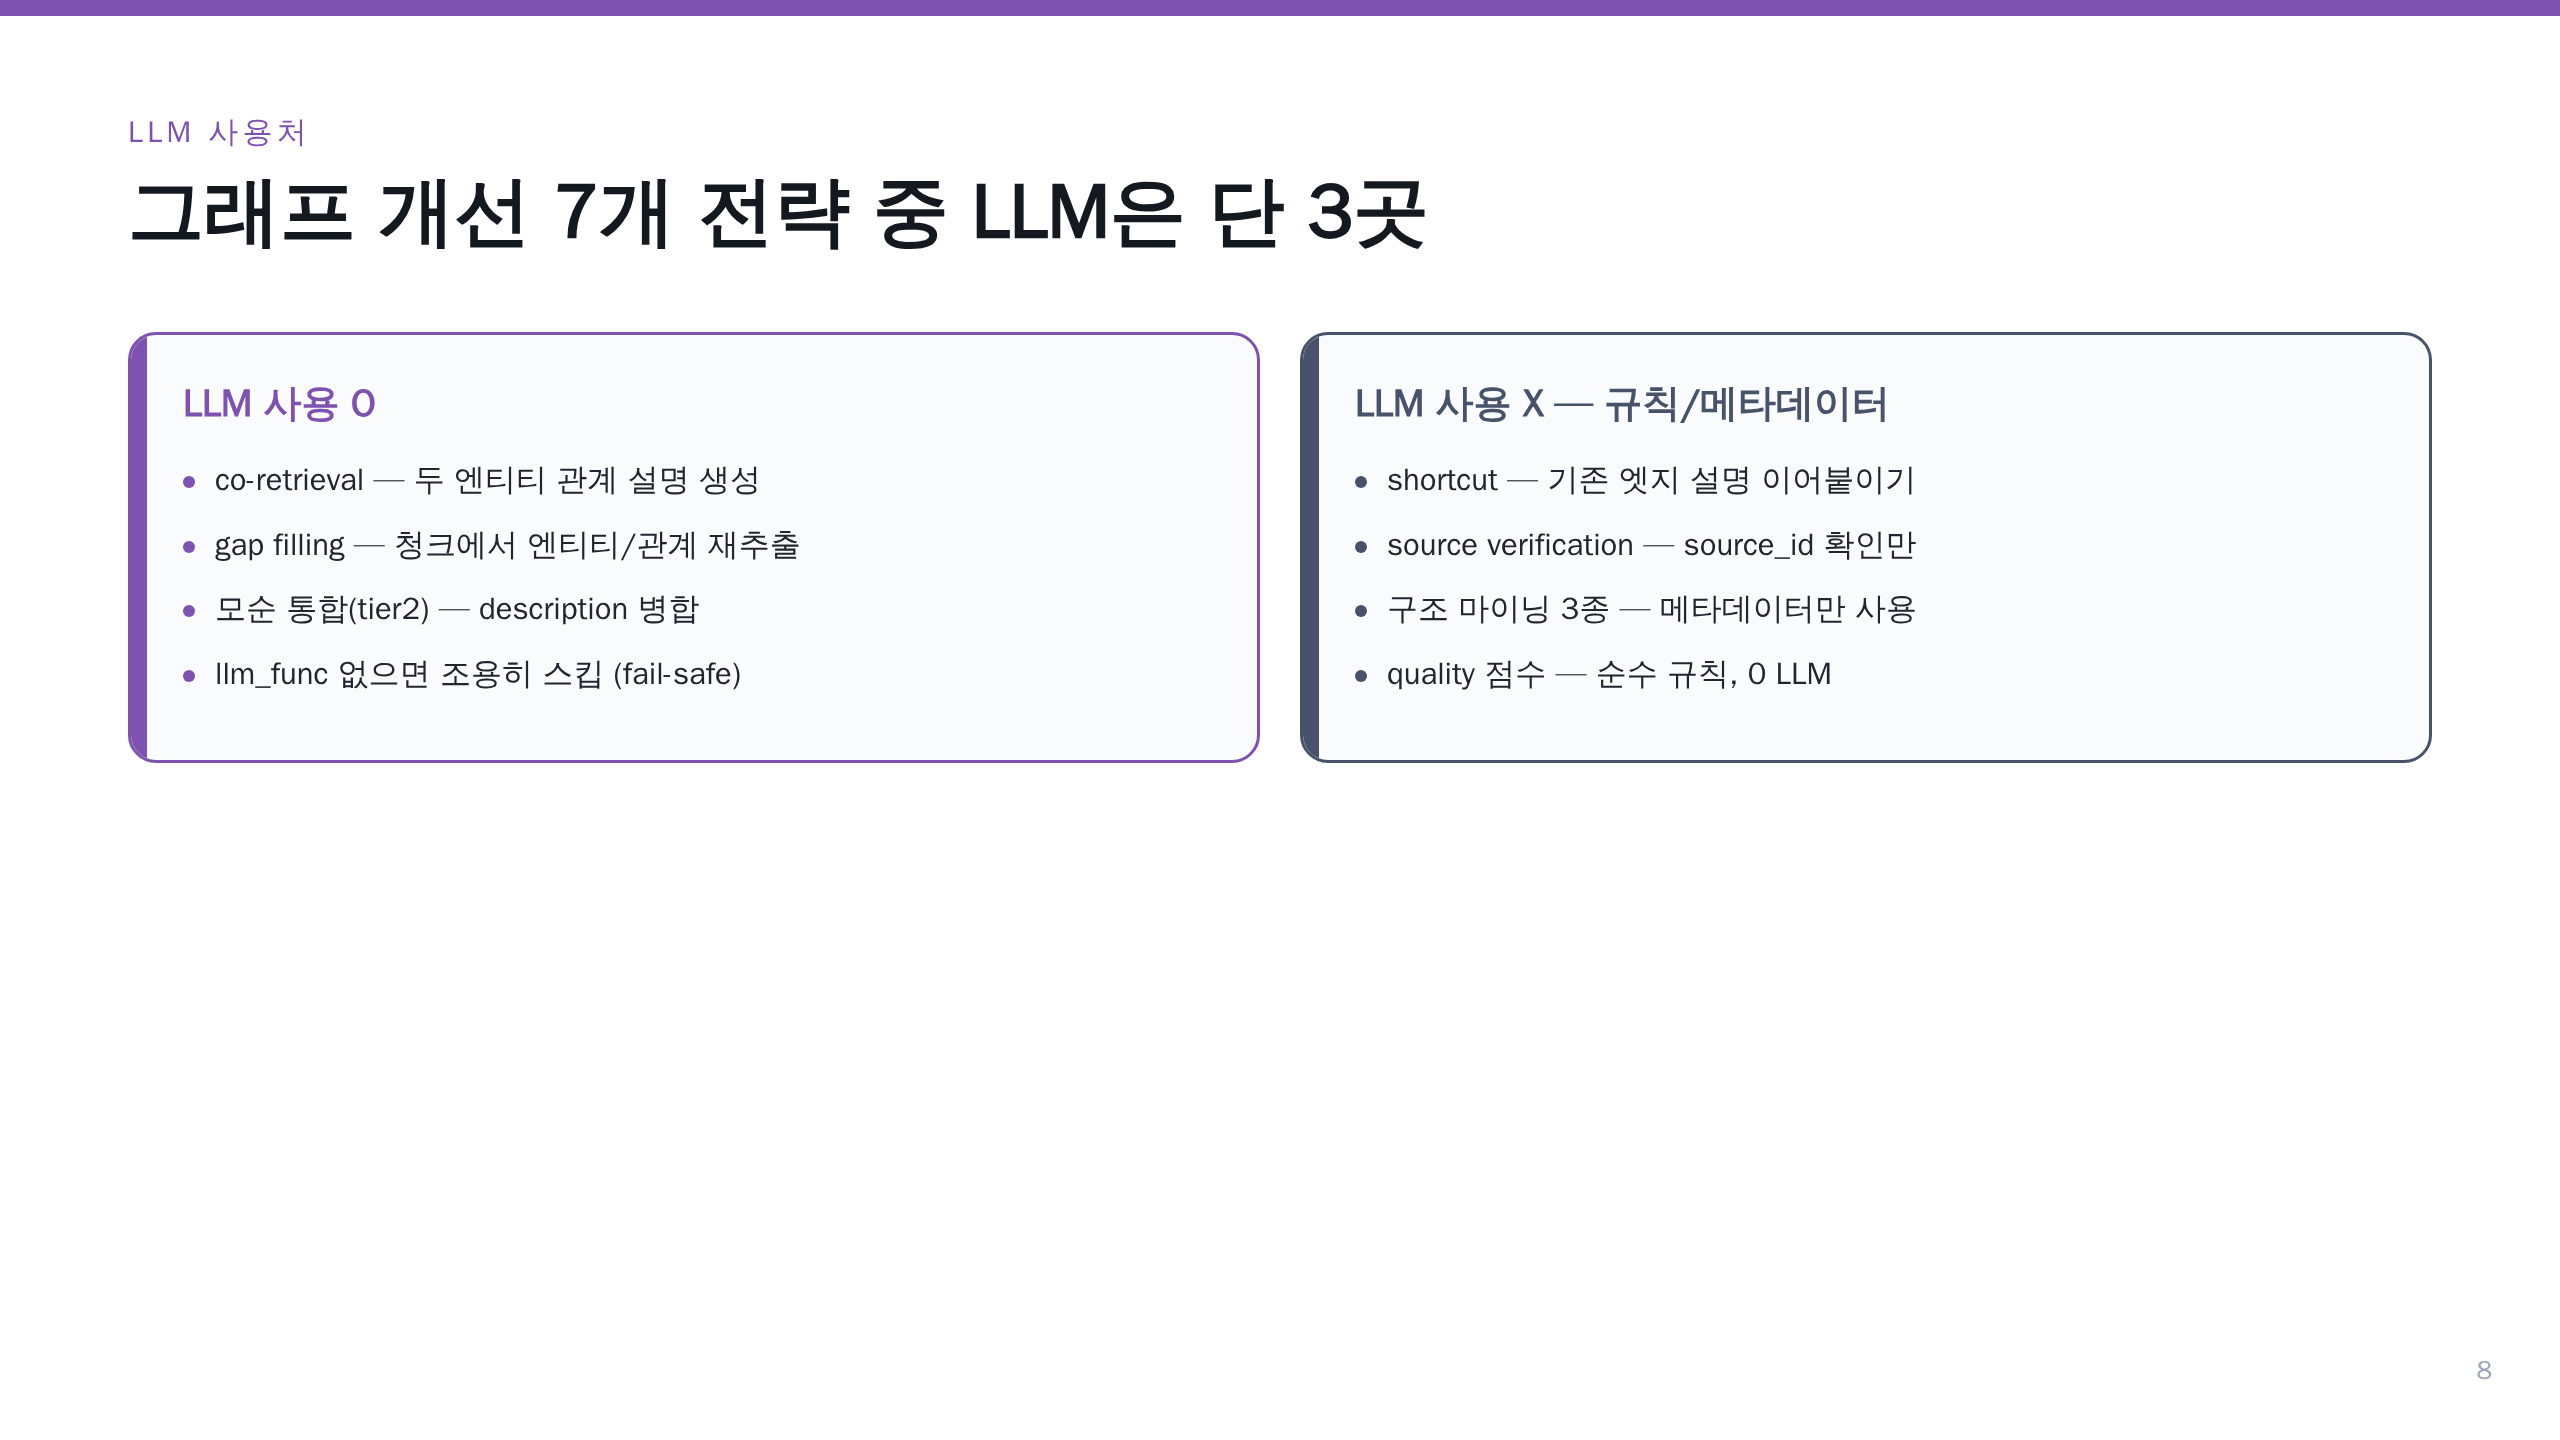 LLM 사용처
그래프 개선 7개 전략 중 LLM은 단 3곳
LLM 사용 O
co-retrieval — 두 엔티티 관계 설명 생성
gap filling — 청크에서 엔티티/관계 재추출
모순 통합(tier2) — description 병합
llm_func 없으면 조용히 스킵 (fail-safe)
LLM 사용 X — 규칙/메타데이터
shortcut — 기존 엣지 설명 이어붙이기
source verification — source_id 확인만
구조 마이닝 3종 — 메타데이터만 사용
quality 점수 — 순수 규칙, 0 LLM
8